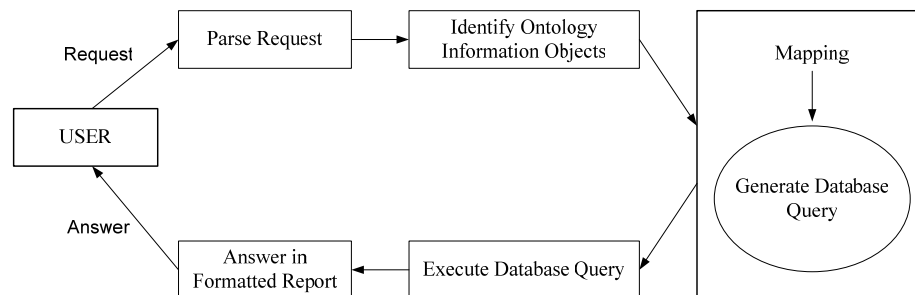 Request
Parse Request
Identify Ontology
Information Objects
Mapping
USER
Generate Database
Query
Answer
Answer in
Formatted Report
Execute Database Query